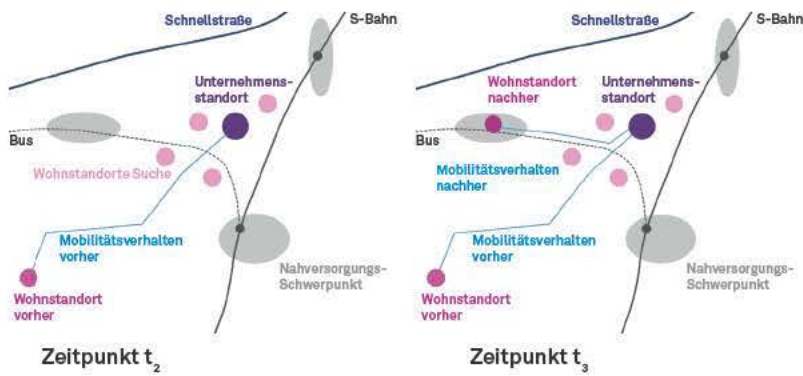 Schnellstraße
S-Bahn
Unternehmens-
standort
Bus
Wohnstandorte Suche
Mobilitätsverhalten
vorher
Nahversorgungs-
Schwerpunkt
Wohnstandort
vorher
Zeitpunkt t2
Schnellstraße
S-Bahn
Wohnstandort
nachher
Unternehmens-
standort
Bus
Mobilitätsverhalten
nachher
Mobilitätsverhalten
vorher
Nahversorgungs-
Schwerpunkt
Wohnstandort
vorher
Zeitpunkt t3